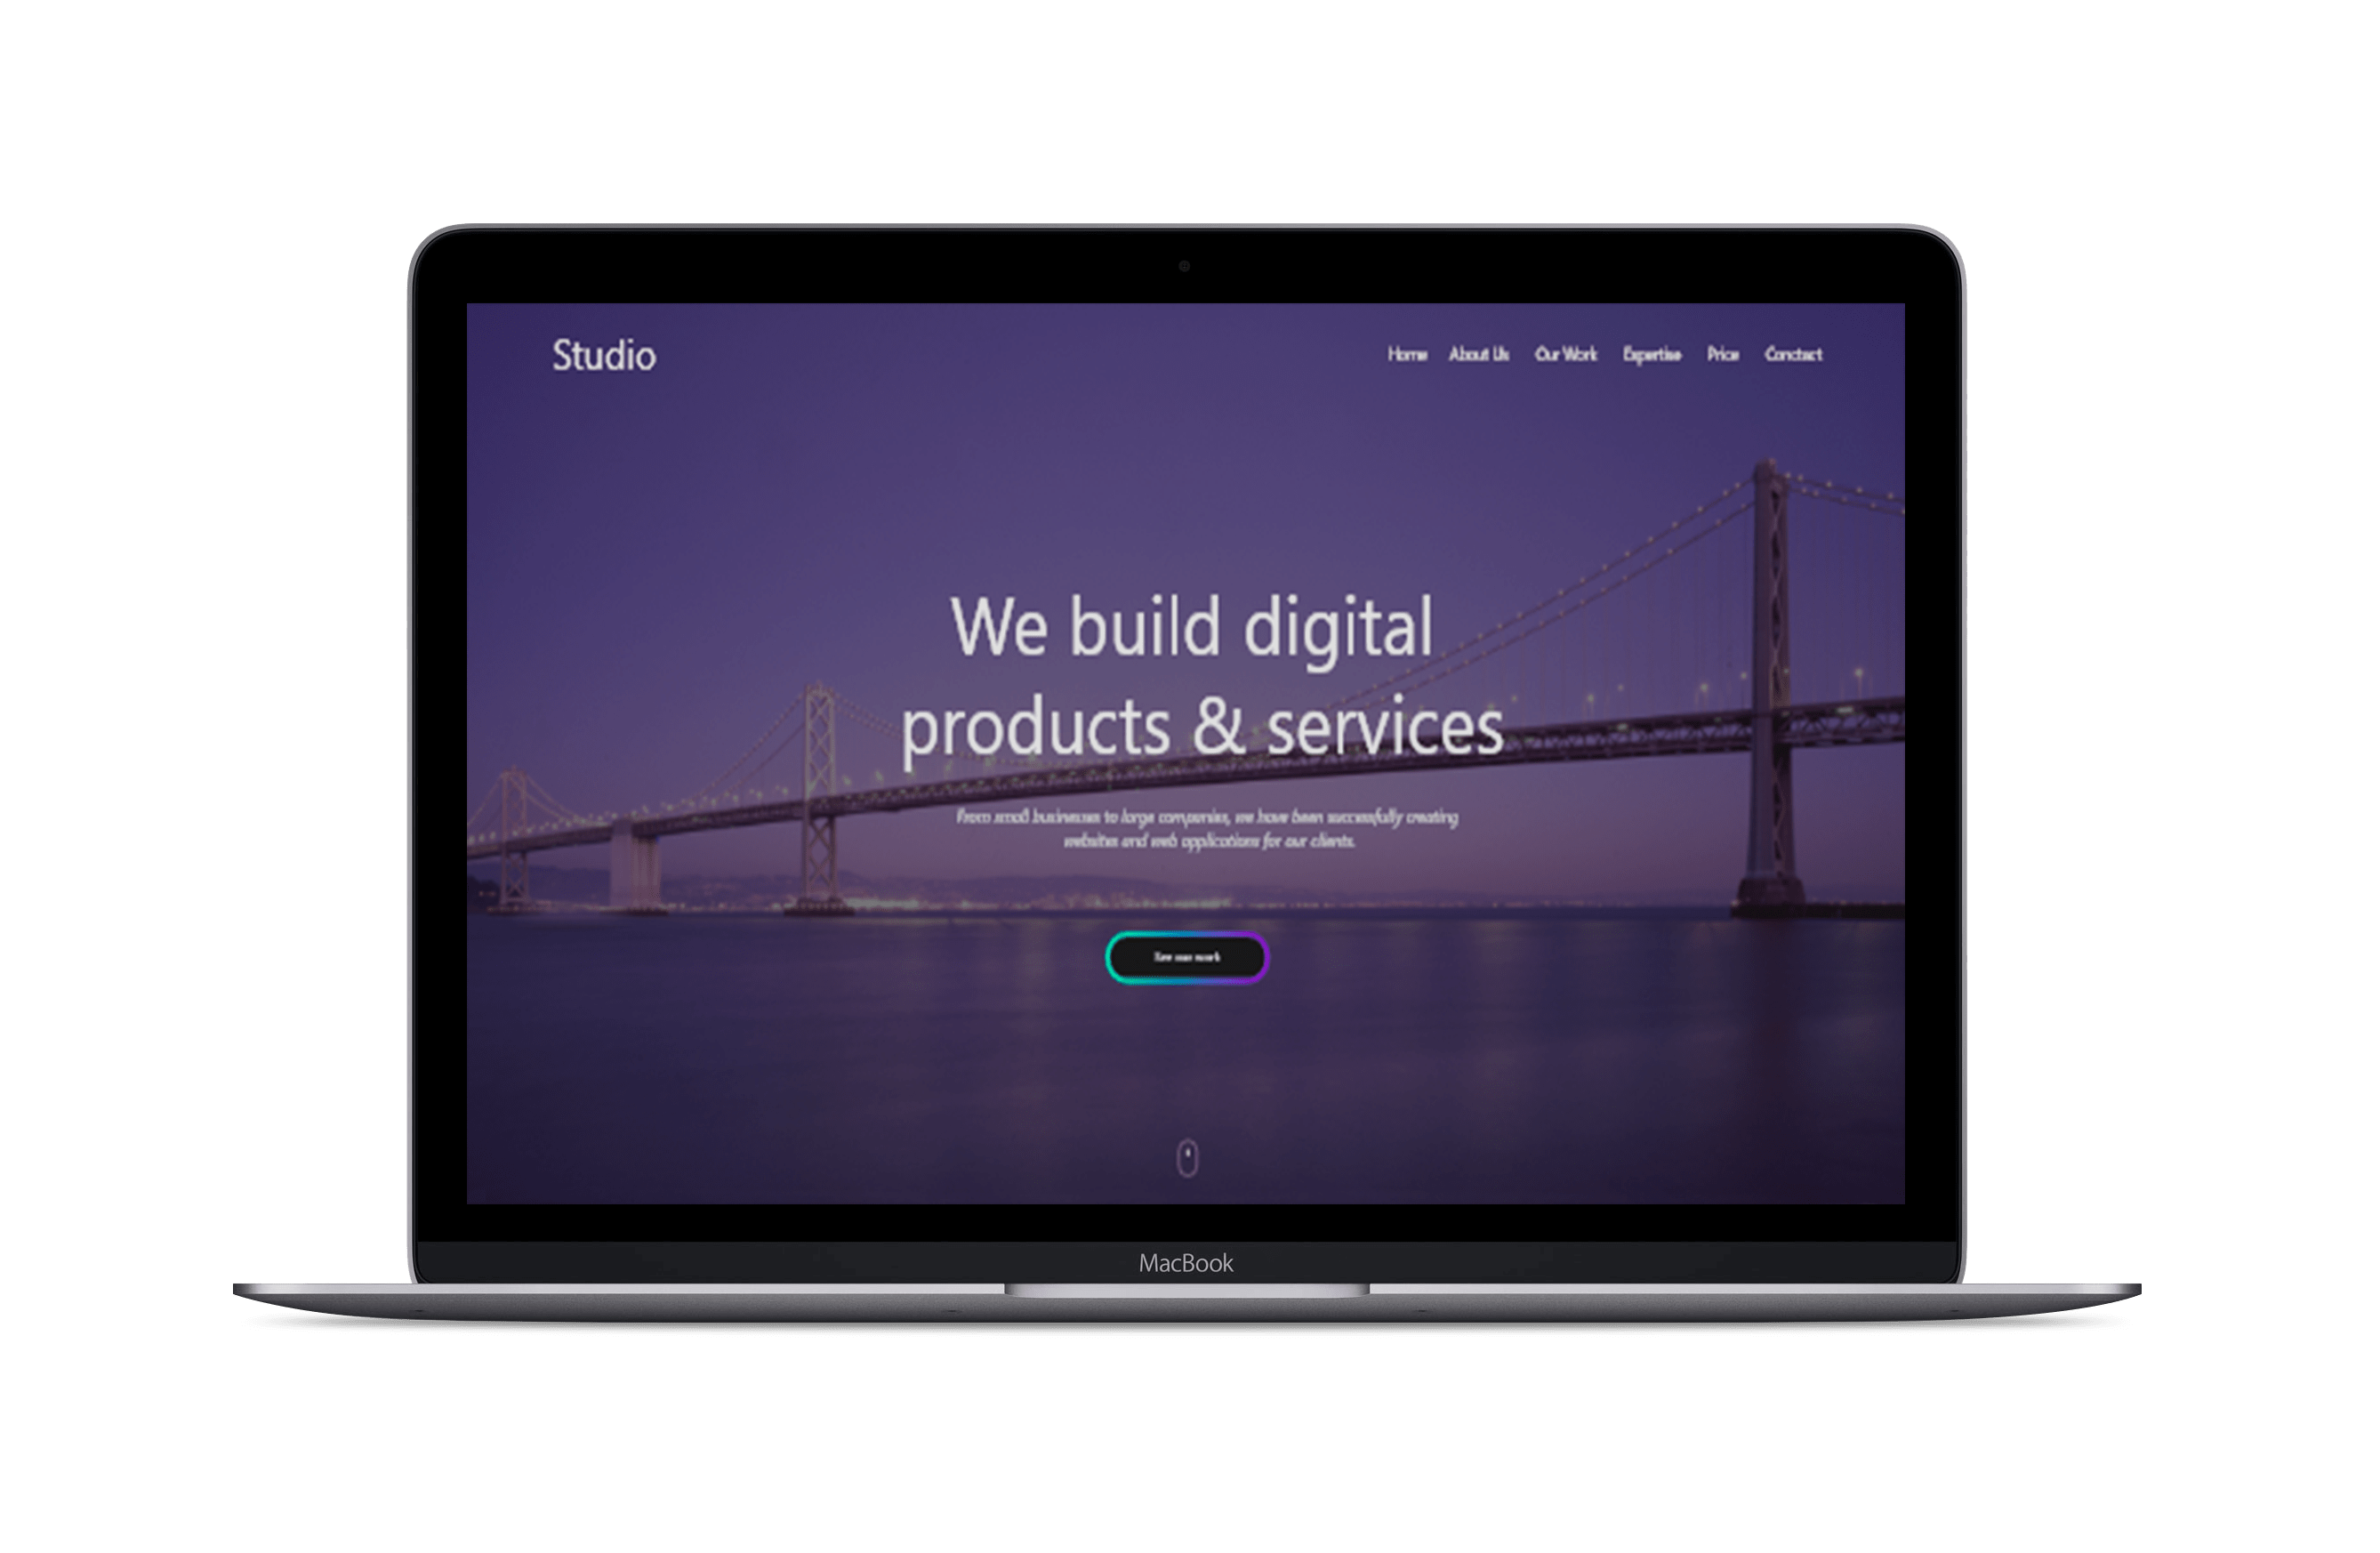 Studio
Home About Us Our Work Expertise Price Conctact
We build digital
products & services
From small businesses to large companies, we have been successfully creating
websites and web applications for our clients.
See our work
MacBook